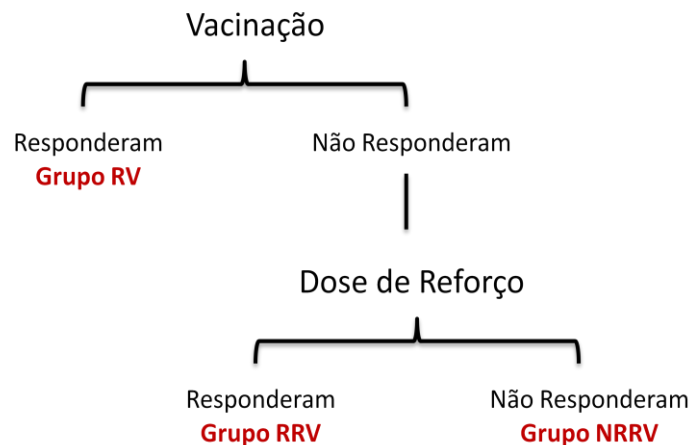 Vacinação
Responderam
Grupo RV
Não Responderam
Dose de Reforço
Responderam
Grupo RRV
Não Responderam
Grupo NRRV